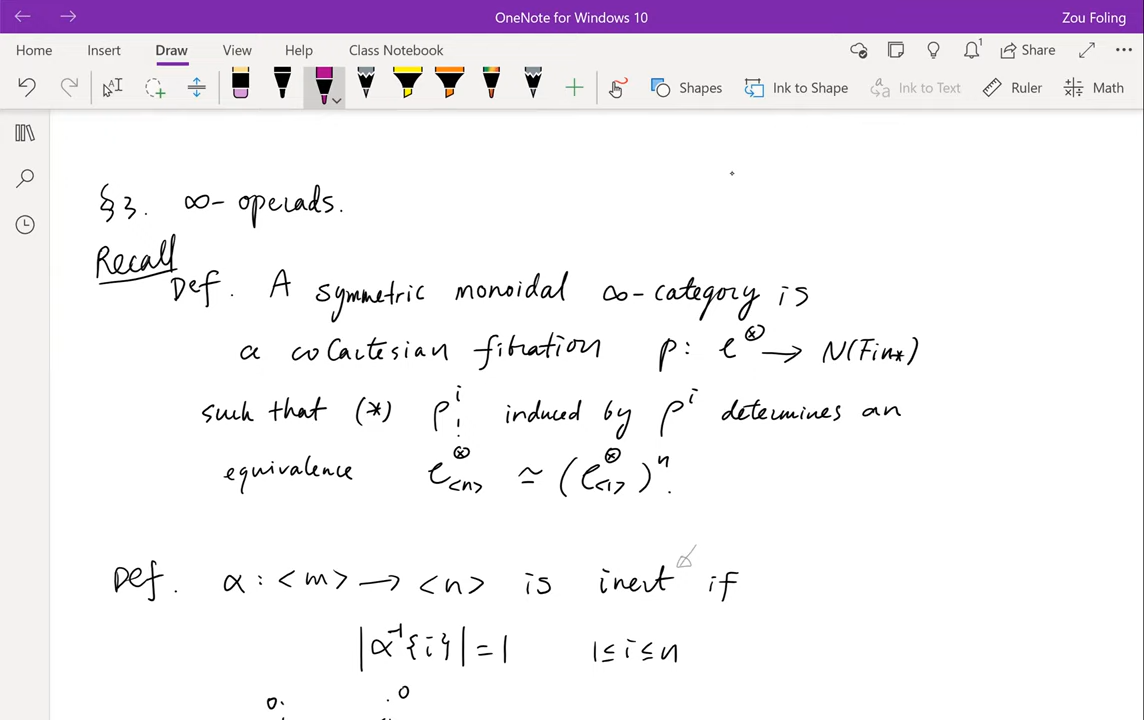 OneNote for Windows 10
Zou Foling
Home Insert Draw View Help Class Notebook
1 Share
Shapes Ink to Shape Ink to Text Ruler Math
§3. ∞-operads.
Recall
Def. A symmetric monoidal ∞-category is
a coCartesian fibration p: C^⊗ → N(Fin*)
such that (*) ρ^i_! induced by ρ^i determines an
equivalence C^⊗_<n> ≃ (C^⊗_<1>)^n.
Def. α: <m> → <n> is inert if
|α^-1{i}| = 1 1≤i≤n